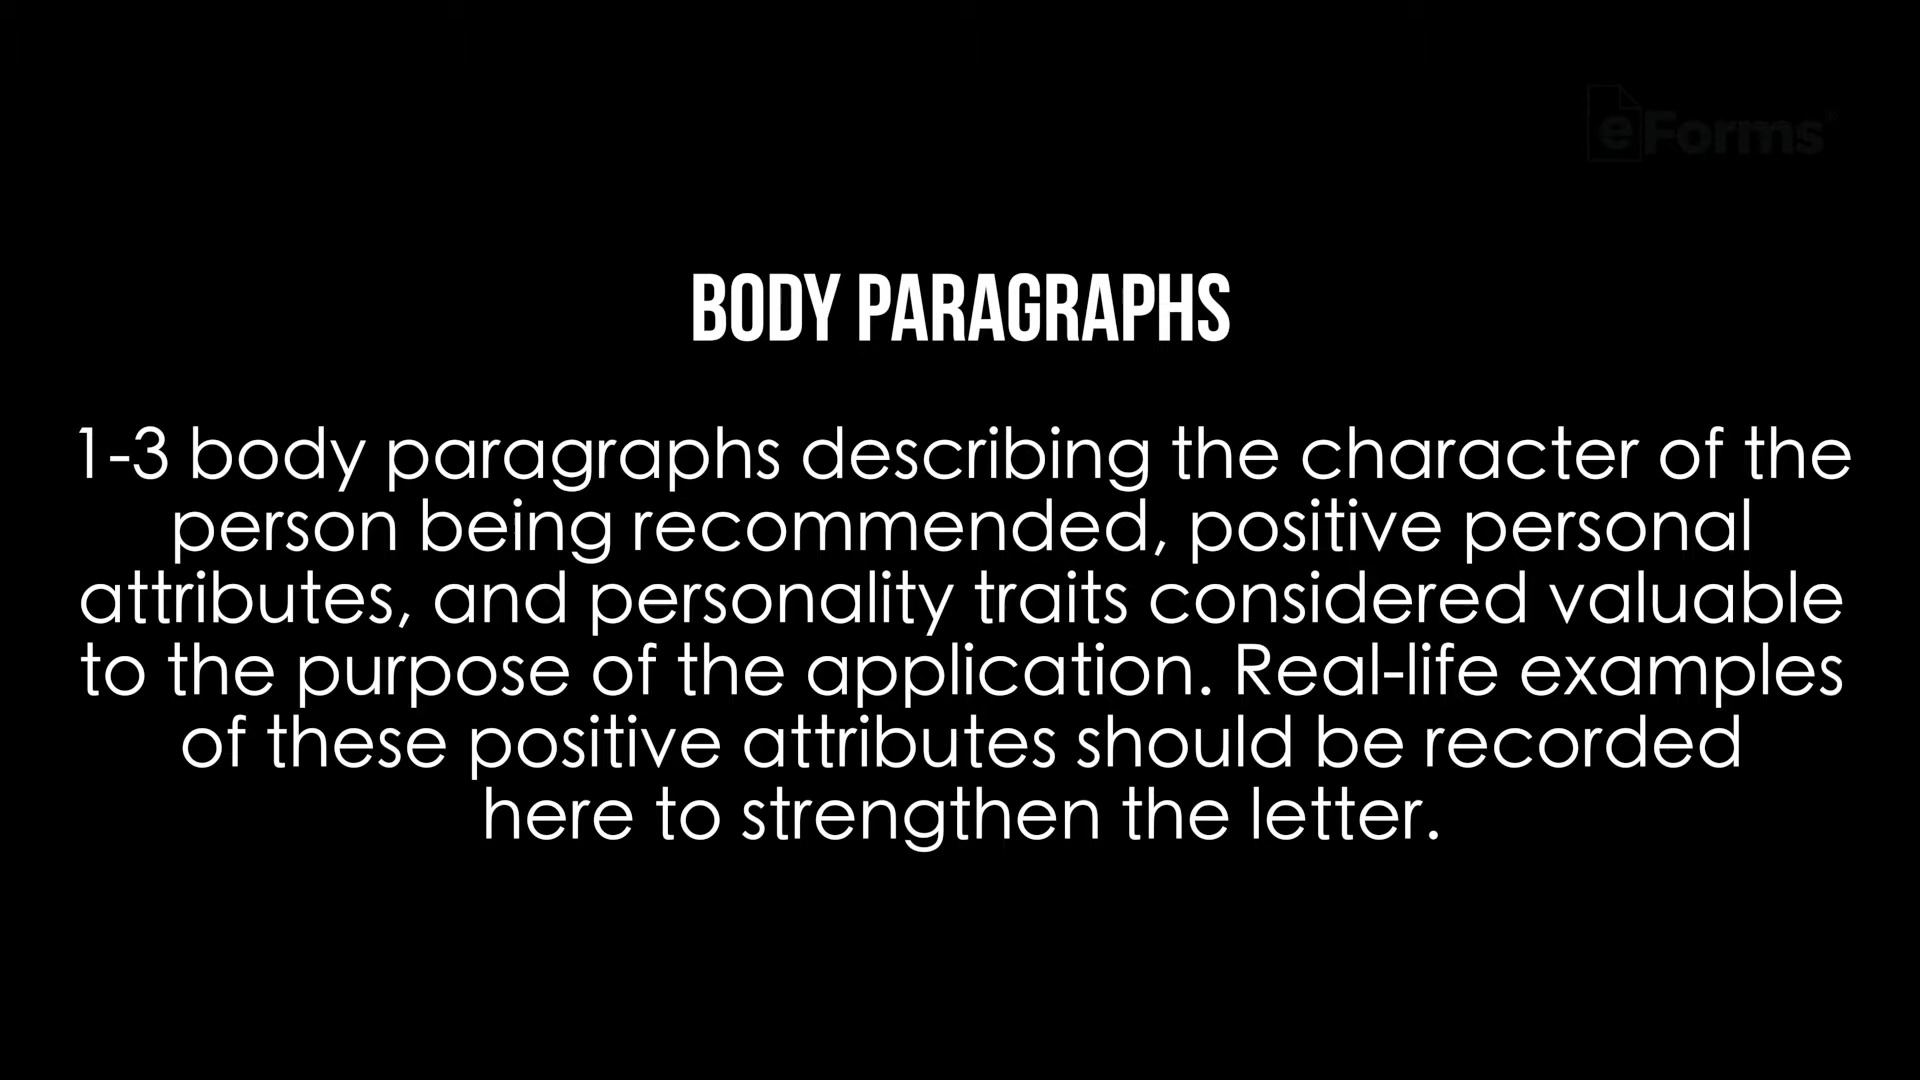 eForms
BODY PARAGRAPHS
1-3 body paragraphs describing the character of the
person being recommended, positive personal
attributes, and personality traits considered valuable
to the purpose of the application. Real-life examples
of these positive attributes should be recorded
here to strengthen the letter.